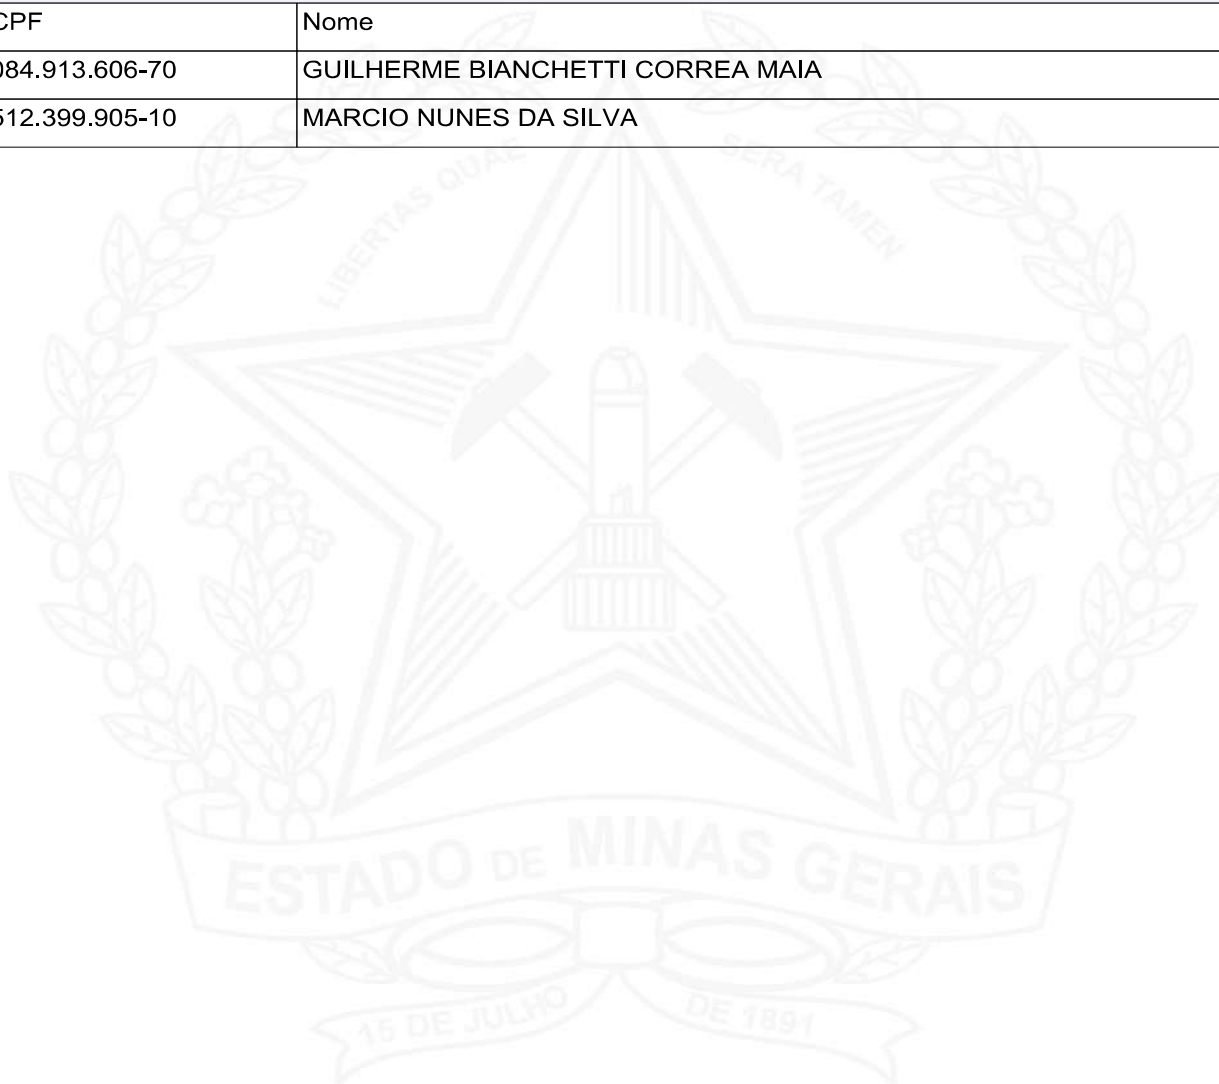 CPF Nome
084.913.606-70 GUILHERME BIANCHETTI CORREA MAIA
512.399.905-10 MARCIO NUNES DA SILVA
LIBERTAS QUAE SERA TAMEN
ESTADO DE MINAS GERAIS
15 DE JULHO DE 1891